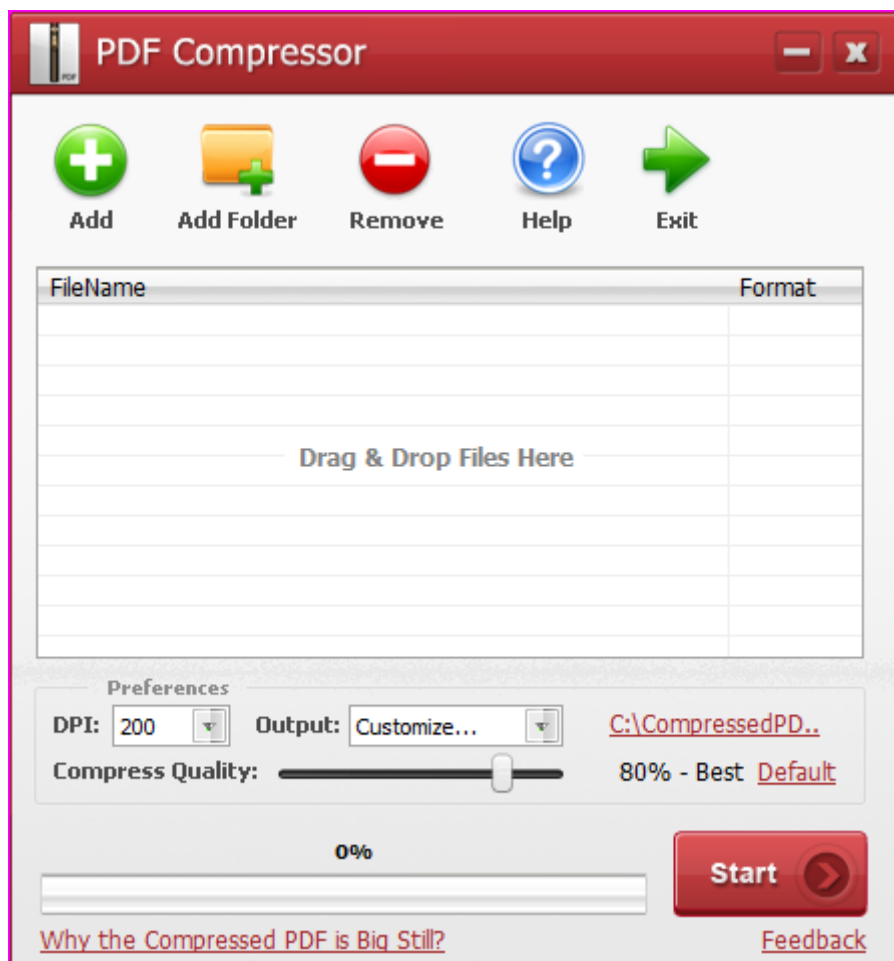 PDF Compressor
PDF
Add Add Folder Remove Help Exit
FileName Format
Drag & Drop Files Here
Preferences
DPI: 200 Output: Customize... C:\CompressedPD..
Compress Quality: 80% - Best Default
0%
Start
Why the Compressed PDF is Big Still? Feedback